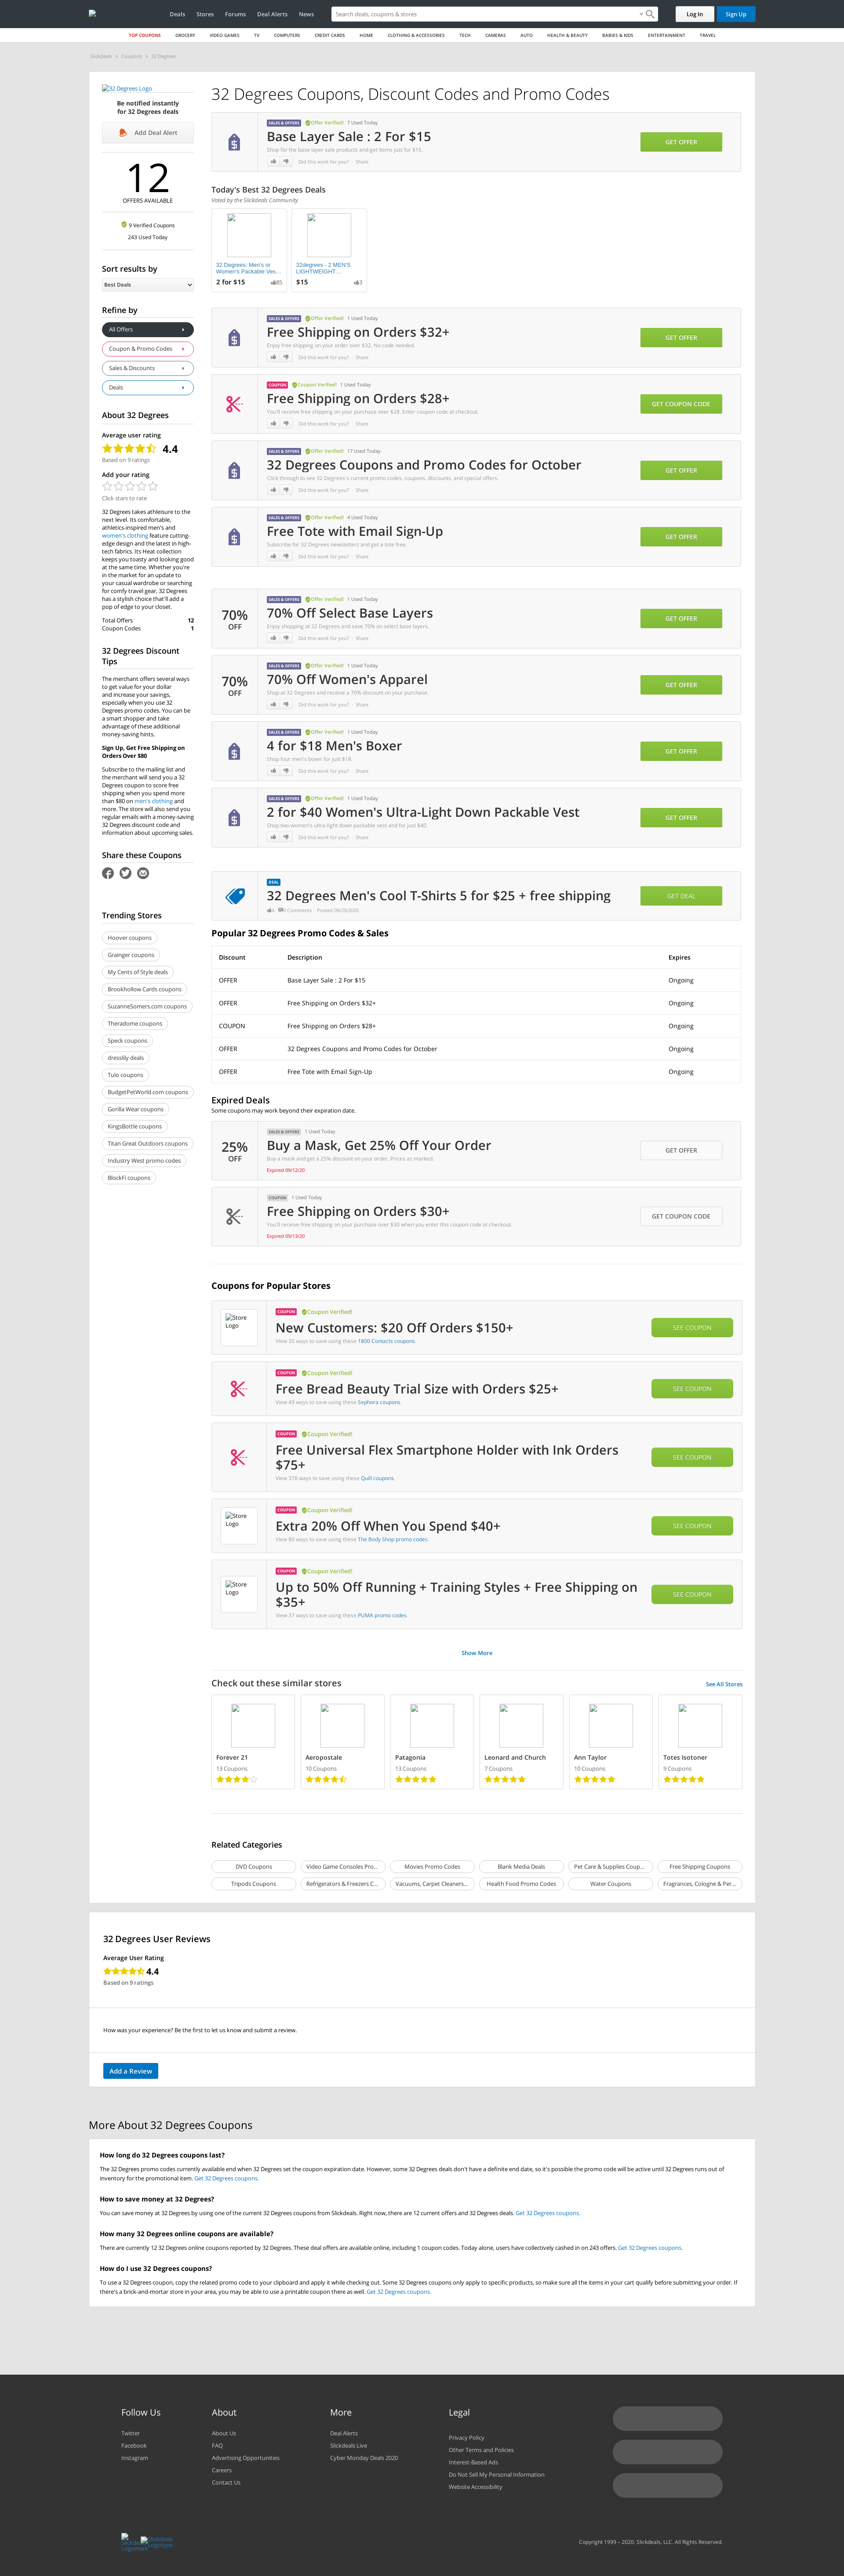 Deals Stores Forums Deal Alerts News
Search deals, coupons & stores
Log In Sign Up
TOP COUPONS GROCERY VIDEO GAMES TV COMPUTERS CREDIT CARDS HOME CLOTHING & ACCESSORIES TECH CAMERAS AUTO HEALTH & BEAUTY BABIES & KIDS ENTERTAINMENT TRAVEL
Slickdeals > Coupons > 32 Degrees
32 Degrees Logo
Be notified instantly
for 32 Degrees deals
Add Deal Alert
12
OFFERS AVAILABLE
9 Verified Coupons
243 Used Today
Sort results by
Best Deals
Refine by
All Offers
Coupon & Promo Codes
Sales & Discounts
Deals
About 32 Degrees
Average user rating
4.4
Based on 9 ratings
Add your rating
Click stars to rate
32 Degrees takes athleisure to the
next level. Its comfortable,
athletics-inspired men's and
women's clothing feature cutting-
edge design and the latest in high-
tech fabrics. Its Heat collection
keeps you toasty and looking good
at the same time. Whether you're
in the market for an update to
your casual wardrobe or searching
for comfy travel gear, 32 Degrees
has a stylish choice that'll add a
pop of edge to your closet.
Total Offers 12
Coupon Codes 1
32 Degrees Discount
Tips
The merchant offers several ways
to get value for your dollar
and increase your savings,
especially when you use 32
Degrees promo codes. You can be
a smart shopper and take
advantage of these additional
money-saving hints.
Sign Up, Get Free Shipping on
Orders Over $80
Subscribe to the mailing list and
the merchant will send you a 32
Degrees coupon to score free
shipping when you spend more
than $80 on men's clothing and
more. The store will also send you
regular emails with a money-saving
32 Degrees discount code and
information about upcoming sales.
Share these Coupons
Trending Stores
Hoover coupons
Grainger coupons
My Cents of Style deals
Brookhollow Cards coupons
SuzanneSomers.com coupons
Theradome coupons
Speck coupons
dresslily deals
Tulo coupons
BudgetPetWorld.com coupons
Gorilla Wear coupons
KingsBottle coupons
Titan Great Outdoors coupons
Industry West promo codes
BlockFi coupons
32 Degrees Coupons, Discount Codes and Promo Codes
SALES & OFFERS Offer Verified! 7 Used Today
Base Layer Sale : 2 For $15
Shop for the base layer sale products and get items just for $15.
Did this work for you? · Share
GET OFFER
Today's Best 32 Degrees Deals
Voted by the Slickdeals Community
32 Degrees: Men's or
Women's Packable Ves...
2 for $15 85
32degrees - 2 MEN'S
LIGHTWEIGHT...
$15 3
SALES & OFFERS Offer Verified! 1 Used Today
Free Shipping on Orders $32+
Enjoy free shipping on your order over $32. No code needed.
Did this work for you? · Share
GET OFFER
COUPON Coupon Verified! 1 Used Today
Free Shipping on Orders $28+
You'll receive free shipping on your purchase over $28. Enter coupon code at checkout.
Did this work for you? · Share
GET COUPON CODE
SALES & OFFERS Offer Verified! 17 Used Today
32 Degrees Coupons and Promo Codes for October
Click through to see 32 Degrees's current promo codes, coupons, discounts, and special offers.
Did this work for you? · Share
GET OFFER
SALES & OFFERS Offer Verified! 4 Used Today
Free Tote with Email Sign-Up
Subscribe for 32 Degrees newsletters and get a tote free.
Did this work for you? · Share
GET OFFER
70%
OFF
SALES & OFFERS Offer Verified! 1 Used Today
70% Off Select Base Layers
Enjoy shopping at 32 Degrees and save 70% on select base layers.
Did this work for you? · Share
GET OFFER
70%
OFF
SALES & OFFERS Offer Verified! 1 Used Today
70% Off Women's Apparel
Shop at 32 Degrees and receive a 70% discount on your purchase.
Did this work for you? · Share
GET OFFER
SALES & OFFERS Offer Verified! 1 Used Today
4 for $18 Men's Boxer
Shop four men's boxer for just $18.
Did this work for you? · Share
GET OFFER
SALES & OFFERS Offer Verified! 1 Used Today
2 for $40 Women's Ultra-Light Down Packable Vest
Shop two women's ultra-light down packable vest and for just $40.
Did this work for you? · Share
GET OFFER
DEAL
32 Degrees Men's Cool T-Shirts 5 for $25 + free shipping
Comments · Posted 09/29/2020
GET DEAL
Popular 32 Degrees Promo Codes & Sales
Discount Description Expires
OFFER Base Layer Sale : 2 For $15 Ongoing
OFFER Free Shipping on Orders $32+ Ongoing
COUPON Free Shipping on Orders $28+ Ongoing
OFFER 32 Degrees Coupons and Promo Codes for October Ongoing
OFFER Free Tote with Email Sign-Up Ongoing
Expired Deals
Some coupons may work beyond their expiration date.
25%
OFF
SALES & OFFERS 1 Used Today
Buy a Mask, Get 25% Off Your Order
Buy a mask and get a 25% discount on your order. Prices as marked.
Expired 09/12/20
GET OFFER
COUPON 1 Used Today
Free Shipping on Orders $30+
You'll receive free shipping on your purchase over $30 when you enter this coupon code at checkout.
Expired 09/13/20
GET COUPON CODE
Coupons for Popular Stores
Store
Logo
COUPON Coupon Verified!
New Customers: $20 Off Orders $150+
View 35 ways to save using these 1800 Contacts coupons.
SEE COUPON
COUPON Coupon Verified!
Free Bread Beauty Trial Size with Orders $25+
View 49 ways to save using these Sephora coupons.
SEE COUPON
COUPON Coupon Verified!
Free Universal Flex Smartphone Holder with Ink Orders
$75+
View 378 ways to save using these Quill coupons.
SEE COUPON
Store
Logo
COUPON Coupon Verified!
Extra 20% Off When You Spend $40+
View 80 ways to save using these The Body Shop promo codes.
SEE COUPON
Store
Logo
COUPON Coupon Verified!
Up to 50% Off Running + Training Styles + Free Shipping on
$35+
View 37 ways to save using these PUMA promo codes.
SEE COUPON
Show More
Check out these similar stores
See All Stores
Forever 21
13 Coupons
Aeropostale
10 Coupons
Patagonia
13 Coupons
Leonard and Church
7 Coupons
Ann Taylor
10 Coupons
Totes Isotoner
9 Coupons
Related Categories
DVD Coupons Video Game Consoles Pro... Movies Promo Codes Blank Media Deals Pet Care & Supplies Coup... Free Shipping Coupons
Tripods Coupons Refrigerators & Freezers C... Vacuums, Carpet Cleaners... Health Food Promo Codes Water Coupons Fragrances, Cologne & Per...
32 Degrees User Reviews
Average User Rating
4.4
Based on 9 ratings
How was your experience? Be the first to let us know and submit a review.
Add a Review
More About 32 Degrees Coupons
How long do 32 Degrees coupons last?
The 32 Degrees promo codes currently available end when 32 Degrees set the coupon expiration date. However, some 32 Degrees deals don't have a definite end date, so it's possible the promo code will be active until 32 Degrees runs out of
inventory for the promotional item. Get 32 Degrees coupons.
How to save money at 32 Degrees?
You can save money at 32 Degrees by using one of the current 32 Degrees coupons from Slickdeals. Right now, there are 12 current offers and 32 Degrees deals. Get 32 Degrees coupons.
How many 32 Degrees online coupons are available?
There are currently 12 32 Degrees online coupons reported by 32 Degrees. These deal offers are available online, including 1 coupon codes. Today alone, users have collectively cashed in on 243 offers. Get 32 Degrees coupons.
How do I use 32 Degrees coupons?
To use a 32 Degrees coupon, copy the related promo code to your clipboard and apply it while checking out. Some 32 Degrees coupons only apply to specific products, so make sure all the items in your cart qualify before submitting your order. If
there's a brick-and-mortar store in your area, you may be able to use a printable coupon there as well. Get 32 Degrees coupons.
Follow Us
Twitter
Facebook
Instagram
About
About Us
FAQ
Advertising Opportunities
Careers
Contact Us
More
Deal Alerts
Slickdeals Live
Cyber Monday Deals 2020
Legal
Privacy Policy
Other Terms and Policies
Interest-Based Ads
Do Not Sell My Personal Information
Website Accessibility
Copyright 1999 – 2020. Slickdeals, LLC. All Rights Reserved.